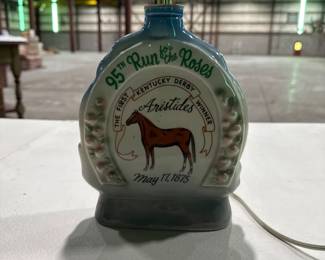 95TH Run for the Roses
THE FIRST KENTUCKY DERBY WINNER
Aristides
May 17, 1875